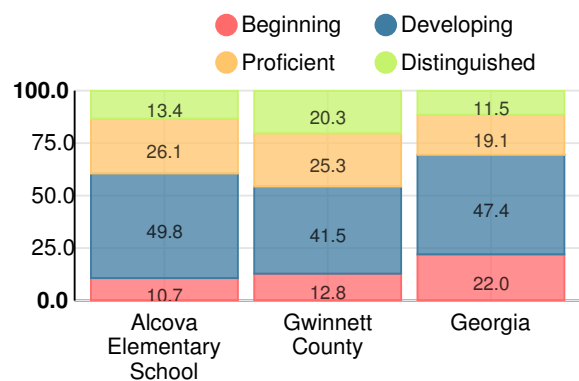 Beginning
Developing
Proficient
Distinguished
100.0
75.0
50.0
25.0
0.0
13.4
20.3
11.5
26.1
25.3
19.1
49.8
41.5
47.4
10.7
12.8
22.0
Alcova
Elementary
School
Gwinnett
County
Georgia